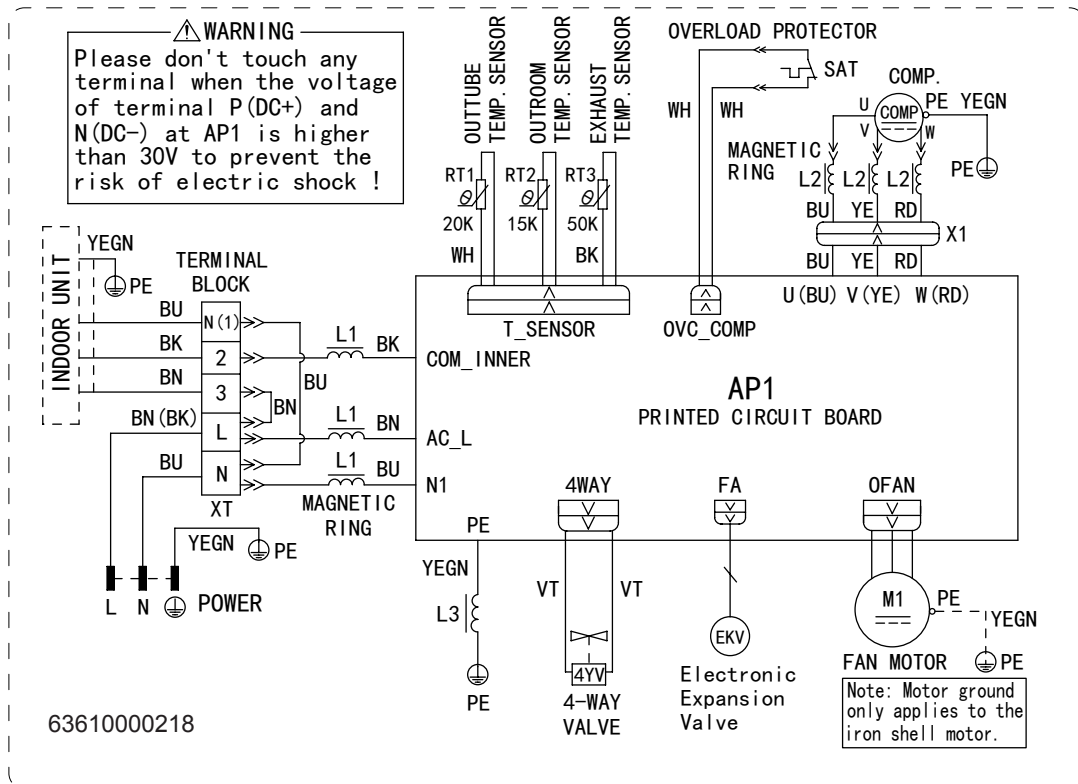 WARNING
Please don't touch any
terminal when the voltage
of terminal P(DC+) and
N(DC-) at AP1 is higher
than 30V to prevent the
risk of electric shock !
OUTTUBE
TEMP. SENSOR
OUTROOM
TEMP. SENSOR
EXHAUST
TEMP. SENSOR
RT1
RT2
RT3
θ
θ
θ
20K
15K
50K
WH
BK
T_SENSOR
OVERLOAD PROTECTOR
SAT
WH
WH
OVC_COMP
COMP.
U
COMP
PE YEGN
V
W
PE
MAGNETIC
RING
L2
L2
L2
BU
YE
RD
X1
BU
YE
RD
U(BU)
V(YE)
W(RD)
INDOOR UNIT
YEGN
PE
TERMINAL
BLOCK
BU
N(1)
BK
2
BN
3
BN(BK)
L
BU
N
XT
BU
BN
L1
BK
COM_INNER
L1
BN
AC_L
L1
BU
N1
MAGNETIC
RING
YEGN
PE
L
N
POWER
AP1
PRINTED CIRCUIT BOARD
PE
YEGN
L3
PE
4WAY
VT
VT
4YV
4-WAY
VALVE
FA
EKV
Electronic
Expansion
Valve
OFAN
M1
PE
YEGN
PE
FAN MOTOR
Note: Motor ground
only applies to the
iron shell motor.
63610000218